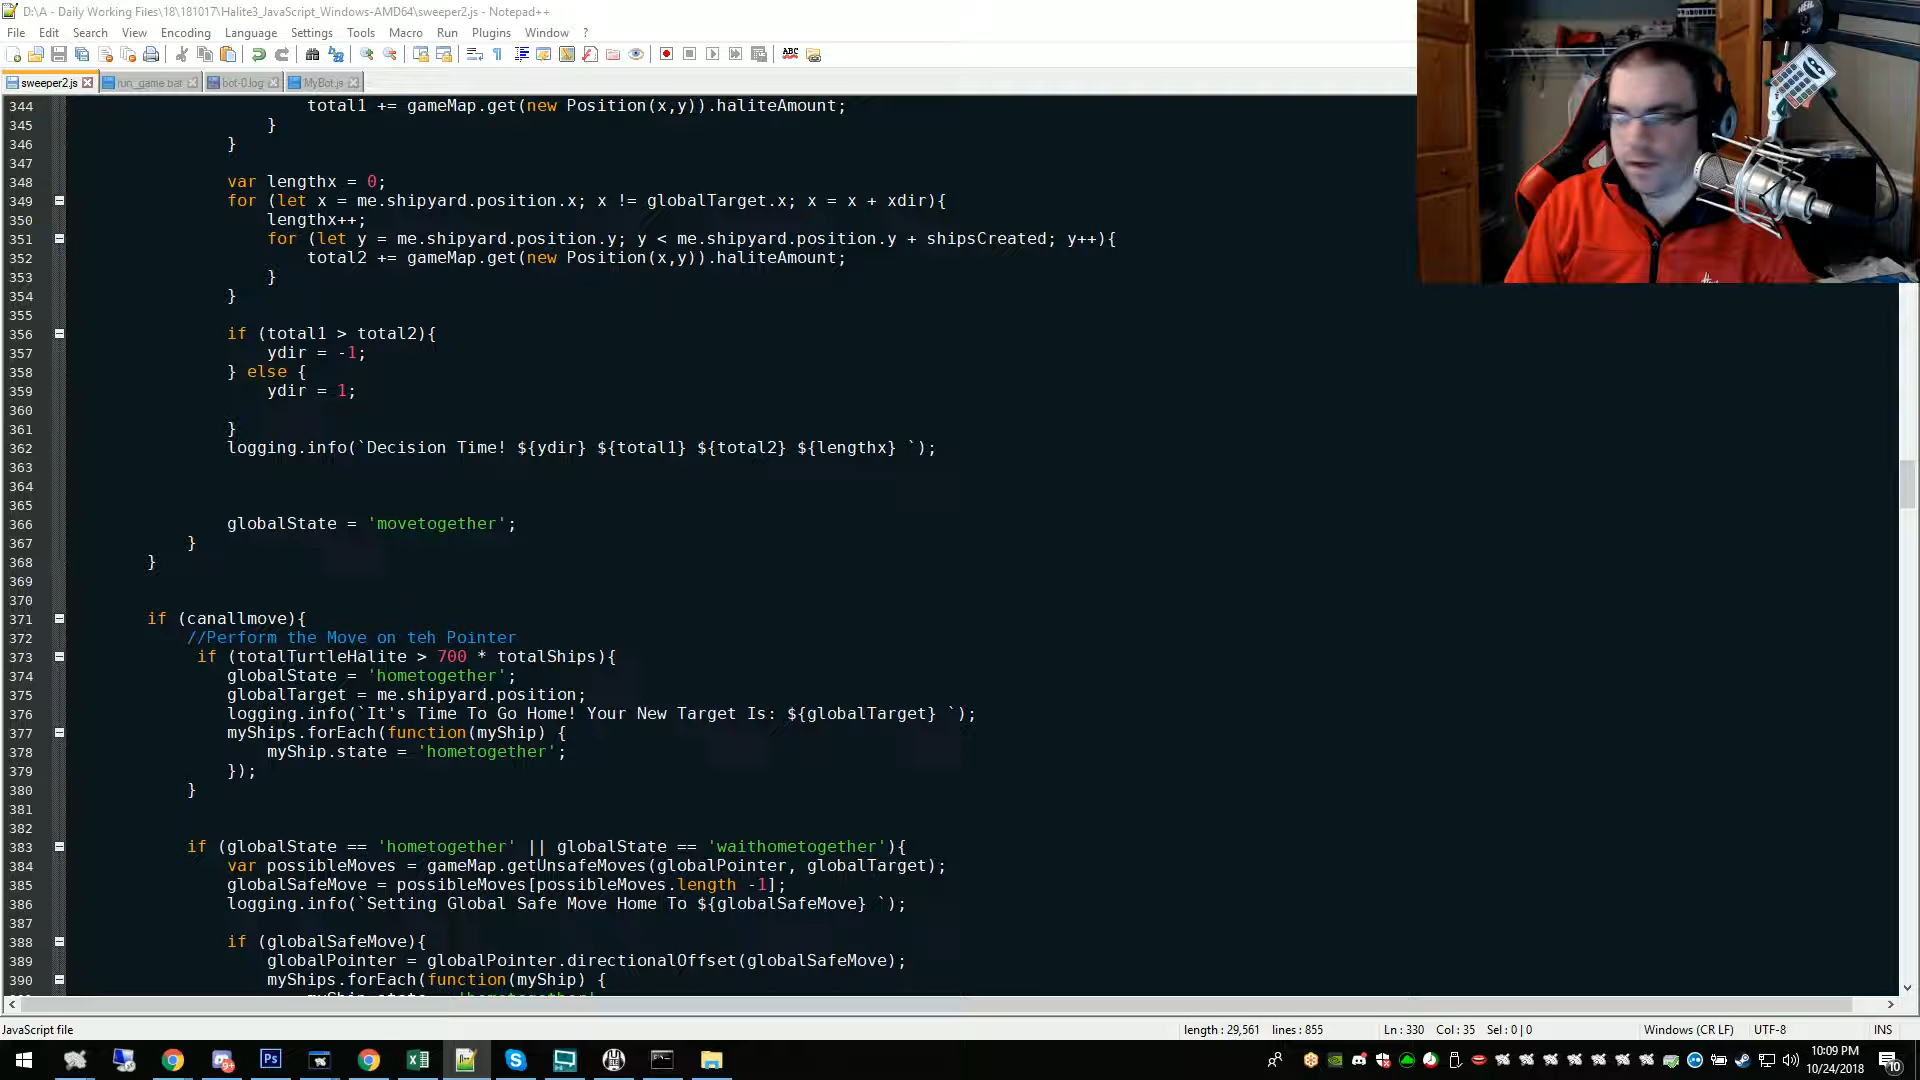 D:\A - Daily Working Files\18\181017\Halite3_JavaScript_Windows-AMD64\sweeper2.js - Notepad++
File Edit Search View Encoding Language Settings Tools Macro Run Plugins Window ?
sweeper2.js run_game.bat bot-0.log MyBot.js
344 total1 += gameMap.get(new Position(x,y)).haliteAmount;
345 }
346 }
347
348 var lengthx = 0;
349 for (let x = me.shipyard.position.x; x != globalTarget.x; x = x + xdir){
350 lengthx++;
351 for (let y = me.shipyard.position.y; y < me.shipyard.position.y + shipsCreated; y++){
352 total2 += gameMap.get(new Position(x,y)).haliteAmount;
353 }
354 }
355
356 if (total1 > total2){
357 ydir = -1;
358 } else {
359 ydir = 1;
360
361 }
362 logging.info(`Decision Time! ${ydir} ${total1} ${total2} ${lengthx} `);
363
364
365
366 globalState = 'movetogether';
367 }
368 }
369
370
371 if (canallmove){
372 //Perform the Move on teh Pointer
373 if (totalTurtleHalite > 700 * totalShips){
374 globalState = 'hometogether';
375 globalTarget = me.shipyard.position;
376 logging.info(`It's Time To Go Home! Your New Target Is: ${globalTarget} `);
377 myShips.forEach(function(myShip) {
378 myShip.state = 'hometogether';
379 });
380 }
381
382
383 if (globalState == 'hometogether' || globalState == 'waithometogether'){
384 var possibleMoves = gameMap.getUnsafeMoves(globalPointer, globalTarget);
385 globalSafeMove = possibleMoves[possibleMoves.length -1];
386 logging.info(`Setting Global Safe Move Home To ${globalSafeMove} `);
387
388 if (globalSafeMove){
389 globalPointer = globalPointer.directionalOffset(globalSafeMove);
390 myShips.forEach(function(myShip) {
JavaScript file length : 29,561 lines : 855 Ln : 330 Col : 35 Sel : 0 | 0 Windows (CR LF) UTF-8 INS
10:09 PM
10/24/2018